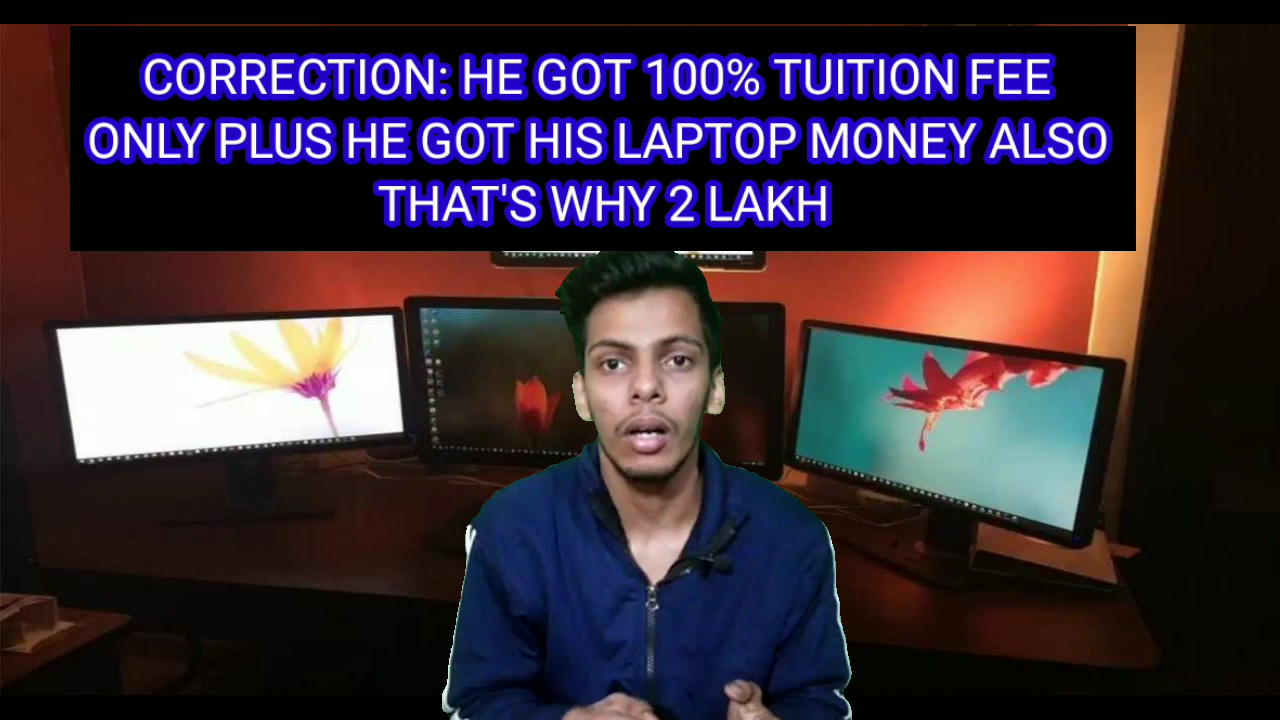 CORRECTION: HE GOT 100% TUITION FEE
ONLY PLUS HE GOT HIS LAPTOP MONEY ALSO
THAT'S WHY 2 LAKH